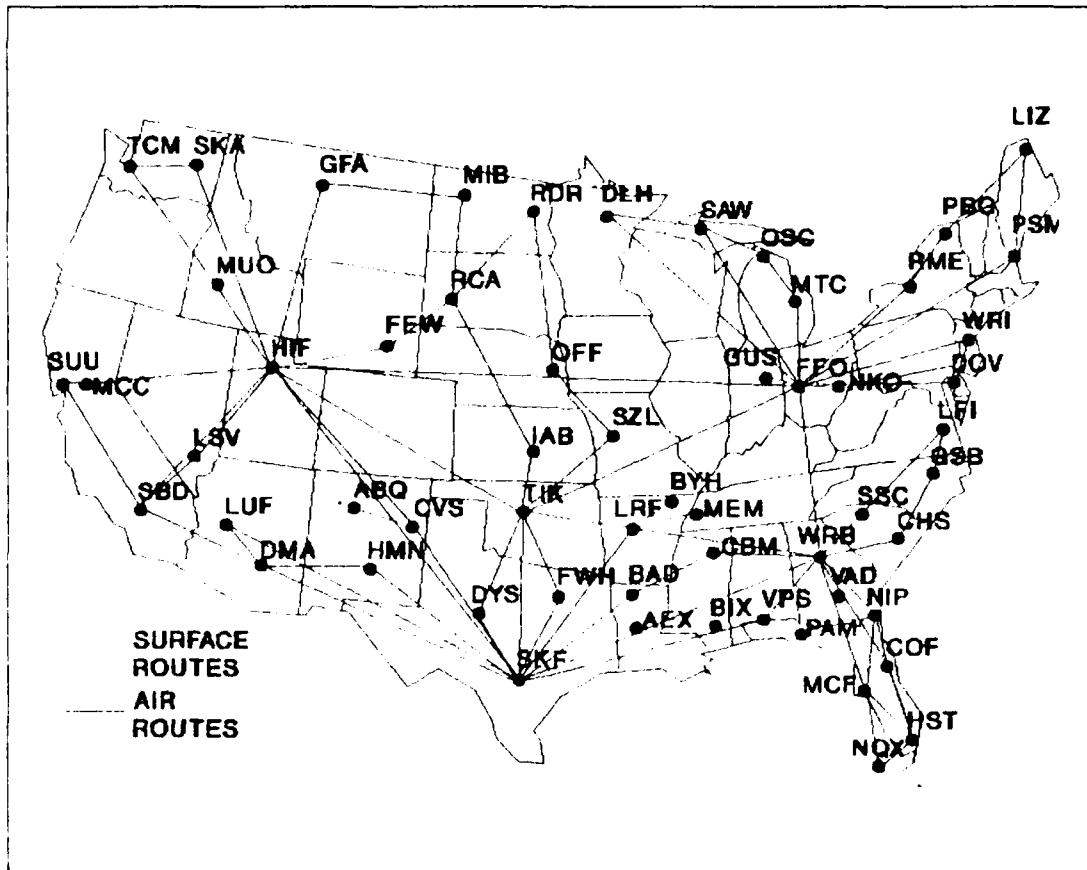 LIZ
TCM SKA
GFA
MIB
RDR DLH
SAW
PBG
PSM
OSC
RME
MUO
RCA
MTC
WRI
FEW
HIF
OFF
GUS
FFO
NKO
DOV
SUU
MCC
LSV
SZL
LFI
IAB
GSB
SBD
LUF
ABQ
CVS
TIK
BYH
LRF
MEM
SSC
CHS
DMA
HMN
CBM
WRB
DYS
FWH
BAD
VAD
NIP
AEX
BIX
VPS
PAM
SURFACE
ROUTES
SKF
COF
MCF
AIR
ROUTES
HST
NQX